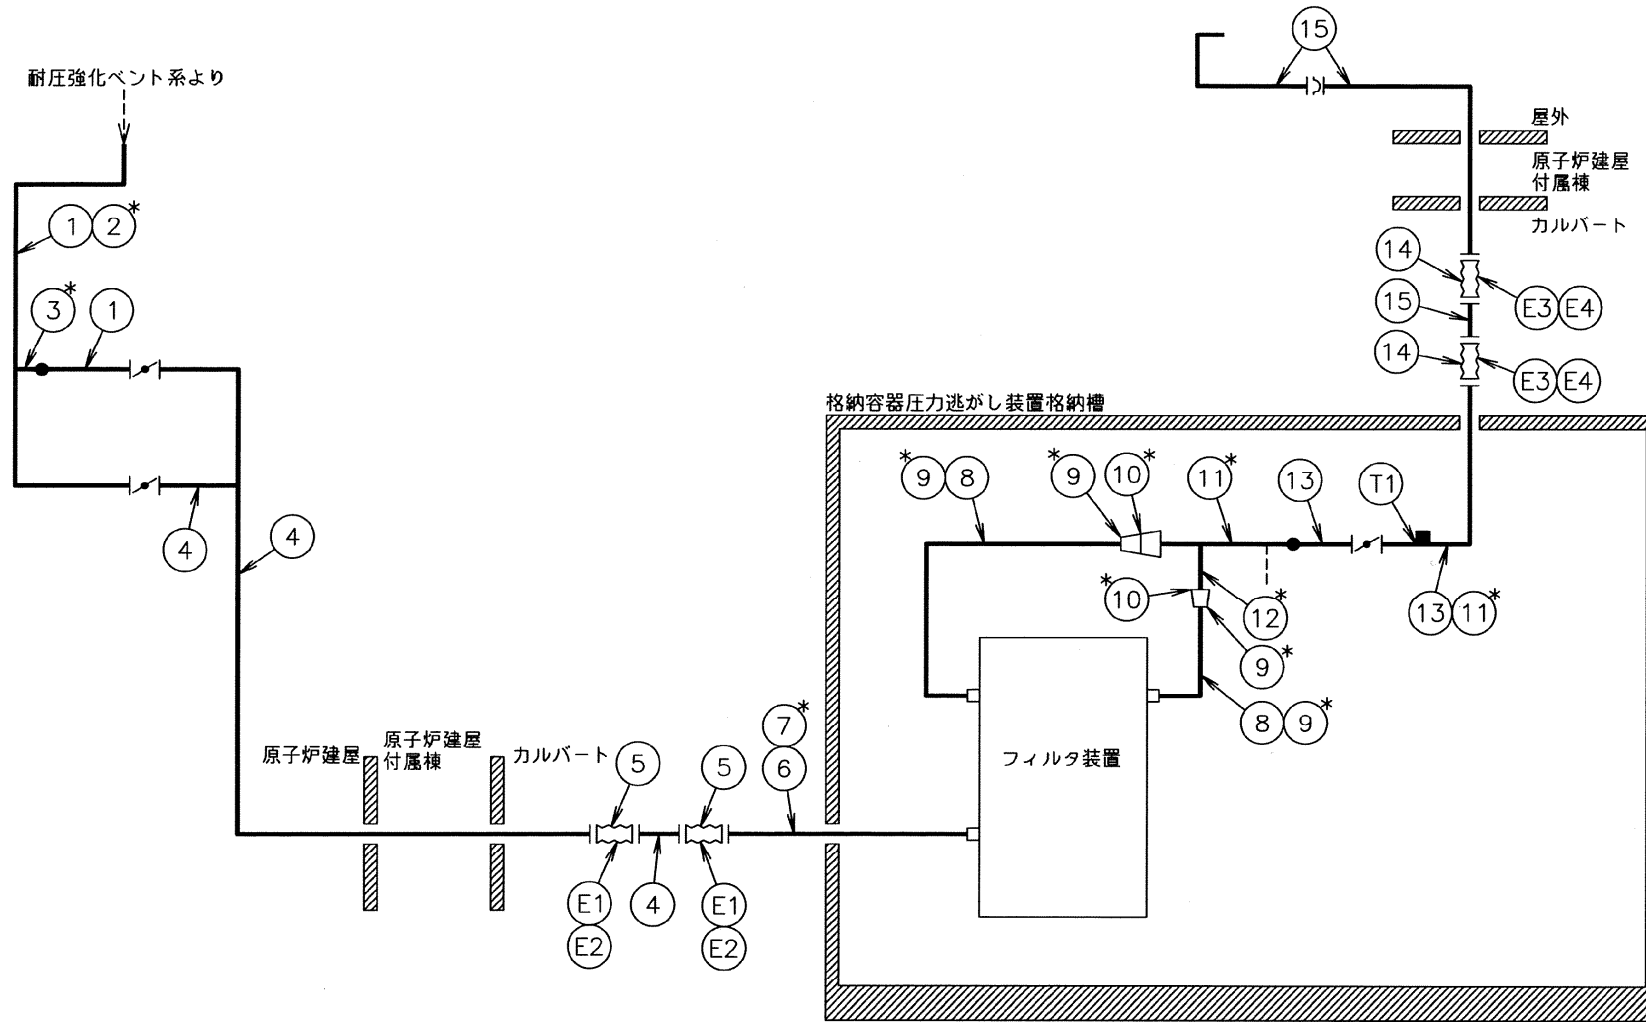 15
耐圧強化ベント系より
屋外
原子炉建屋
付属棟
カルバート
1 2*
14
E3 E4
15
3* 1
14
E3 E4
格納容器圧力逃がし装置格納槽
*9 8
*9 10*
11*
13
T1
4
4
*10
12*
13 11*
9*
8 9*
7*
6
原子炉建屋
原子炉建屋
付属棟
カルバート
5
5
フィルタ装置
E1
E2
4
E1
E2